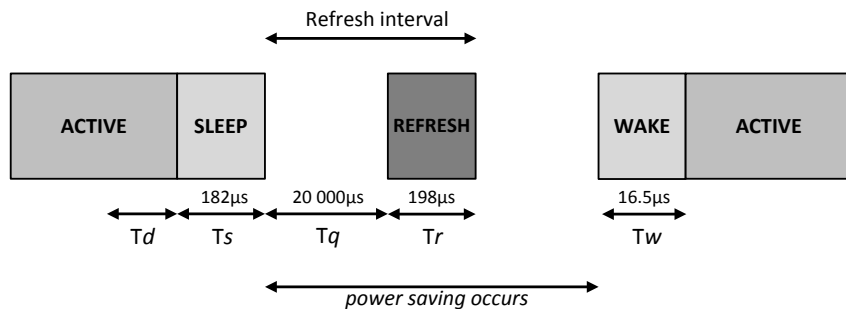 Refresh interval
ACTIVE SLEEP REFRESH WAKE ACTIVE
182µs 20 000µs 198µs 16.5µs
Td Ts Tq Tr Tw
power saving occurs